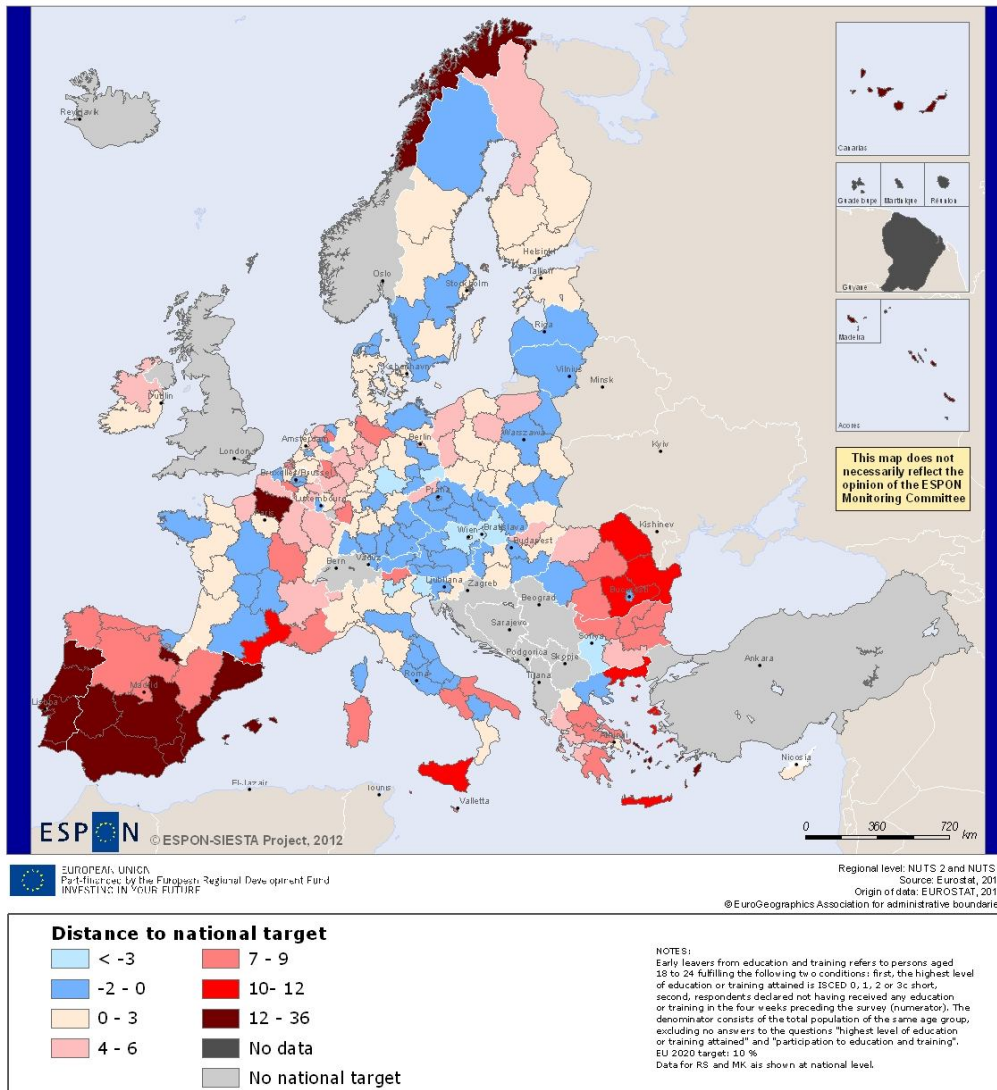 Reykjavik
Canarias
Guadeloupe
Martinique
Réunion
Guyane
Madeira
Acores
Oslo
Helsinki
Tallinn
Stockholm
Riga
København
Vilnius
Minsk
Dublin
London
Amsterdam
Berlin
Warszawa
Kyiv
Bruxelles/Brussel
Luxembourg
Praha
Paris
Wien
Bratislava
Budapest
Kishinev
Bern
Vaduz
Ljubljana
Zagreb
Beograd
Bucuresti
Sarajevo
Sofiya
Podgorica
Skopje
Tirana
Roma
Madrid
Lisboa
Ankara
Athinai
Nicosia
El-Jazair
Tounis
Valletta
This map does not
necessarily reflect the
opinion of the ESPON
Monitoring Committee
ESPON © ESPON-SIESTA Project, 2012
0 360 720
km
EUROPEAN UNION
Part-financed by the European Regional Development Fund
INVESTING IN YOUR FUTURE
Regional level: NUTS 2 and NUTS
Source: Eurostat, 201
Origin of data: EUROSTAT, 201
© EuroGeographics Association for administrative boundarie
Distance to national target
< -3
-2 - 0
0 - 3
4 - 6
7 - 9
10- 12
12 - 36
No data
No national target
NOTES:
Early leavers from education and training refers to persons aged
18 to 24 fulfilling the following two conditions: first, the highest level
of education or training attained is ISCED 0, 1, 2 or 3c short,
second, respondents declared not having received any education
or training in the four weeks preceding the survey (numerator). The
denominator consists of the total population of the same age group,
excluding no answers to the questions "highest level of education
or training attained" and "participation to education and training".
EU 2020 target: 10 %
Data for RS and MK ais shown at national level.